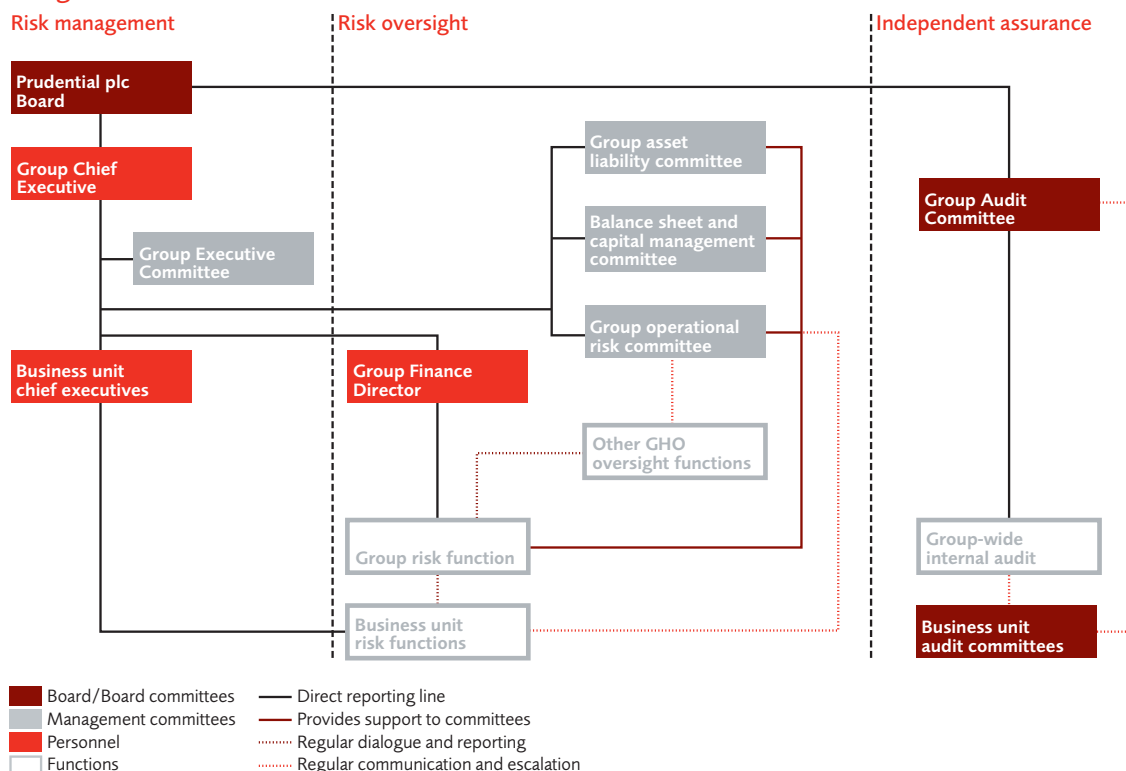 Risk management
Risk oversight
Independent assurance
Prudential plc
Board
Group Chief
Executive
Group Executive
Committee
Business unit
chief executives
Group Finance
Director
Group asset
liability committee
Balance sheet and
capital management
committee
Group operational
risk committee
Other GHO
oversight functions
Group risk function
Business unit
risk functions
Group Audit
Committee
Group-wide
internal audit
Business unit
audit committees
Board/Board committees
Management committees
Personnel
Functions
Direct reporting line
Provides support to committees
Regular dialogue and reporting
Regular communication and escalation